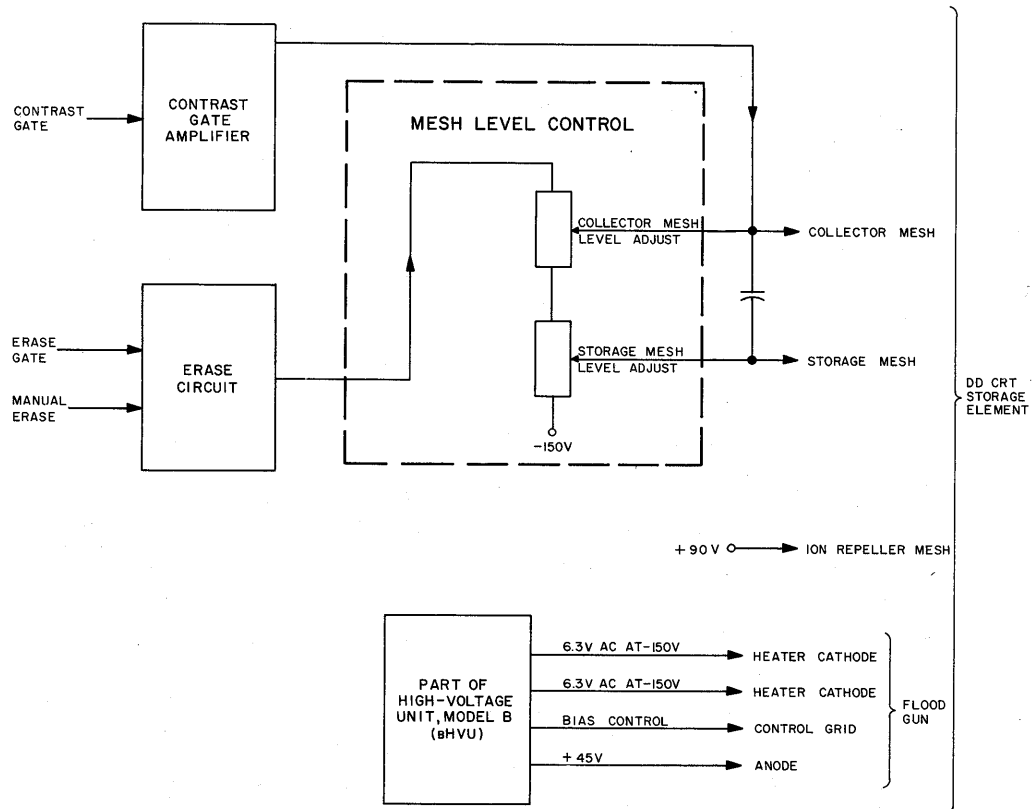 CONTRAST
GATE
CONTRAST
GATE
AMPLIFIER
MESH LEVEL CONTROL
COLLECTOR MESH
LEVEL ADJUST
COLLECTOR MESH
ERASE
GATE
MANUAL
ERASE
ERASE
CIRCUIT
STORAGE MESH
LEVEL ADJUST
STORAGE MESH
-150V
DD CRT
STORAGE
ELEMENT
+90V
ION REPELLER MESH
PART OF
HIGH-VOLTAGE
UNIT, MODEL B
(BHVU)
6.3V AC AT-150V
HEATER CATHODE
6.3V AC AT-150V
HEATER CATHODE
BIAS CONTROL
CONTROL GRID
+45V
ANODE
FLOOD
GUN